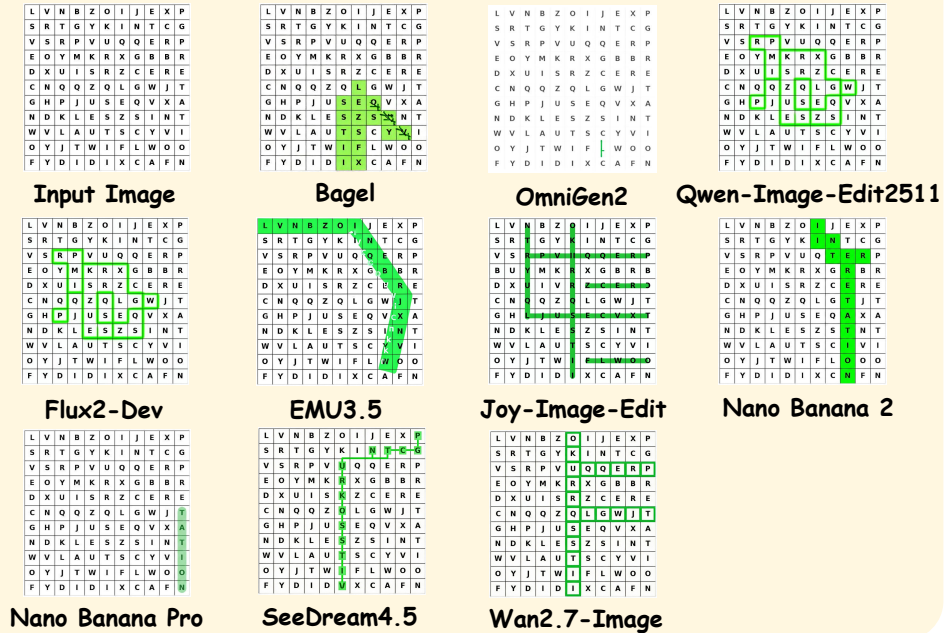 L V N B Z O I J E X P
S R T G Y K I N T C G
V S R P V U Q Q E R P
E O Y M K R X G B B R
D X U I S R Z C E R E
C N Q Q Z Q L G W J T
G H P J U S E Q V X A
N D K L E S Z S I N T
W V L A U T S C Y V I
O Y J T W I F L W O O
F Y D I D I X C A F N
Input Image
L V N B Z O I J E X P
S R T G Y K I N T C G
V S R P V U Q Q E R P
E O Y M K R X G B B R
D X U I S R Z C E R E
C N Q Q Z Q L G W J T
G H P J U S E Q V X A
N D K L E S Z S N T
W V L A U T S C Y I
O Y J T W I F L W O O
F Y D I D I X C A F N
Bagel
L V N B Z O I J E X P
S R T G Y K I N T C G
V S R P V U Q Q E R P
E O Y M K R X G B B R
D X U I S R Z C E R E
C N Q Q Z Q L G W J T
G H P J U S E Q V X A
N D K L E S Z S I N T
W V L A U T S C Y V I
O Y J T W I F W O O
F Y D I D I X C A F N
OmniGen2
L V N B Z O I J E X P
S R T G Y K I N T C G
V S R P V U Q Q E R P
E O Y M K R X G B B R
D X U I S R Z C E R E
C N Q Q Z Q L G W J T
G H P J U S E Q V X A
N D K L E S Z S I N T
W V L A U T S C Y V I
O Y J T W I F L W O O
F Y D I D I X C A F N
Qwen-Image-Edit2511
L V N B Z O I J E X P
S R T G Y K I N T C G
V S R P V U Q Q E R P
E O Y M K R X G B B R
D X U I S R Z C E R E
C N Q Q Z Q L G W J T
G H P J U S E Q V X A
N D K L E S Z S I N T
W V L A U T S C Y V I
O Y J T W I F L W O O
F Y D I D I X C A F N
Flux2-Dev
L V N B Z O I J E X P
S R T G Y K I N T C G
V S R P V U Q Q E R P
E O Y M K R X G B B R
D X U I S R Z C E R E
C N Q Q Z Q L G W J T
G H P J U S E Q V X A
N D K L E S Z S I N T
W V L A U T S C Y V I
O Y J T W I F L W O O
F Y D I D I X C A F N
EMU3.5
L V N B Z O I J E X P
S R T G Y K I N T C G
V S R P V U Q Q E R P
B U Y M K R X G B R B
D X U I V R Z C E R
C N Q Q Z Q L G W J T
G H L J U S E C V X T
N D K L E S Z S I N T
W V L A U T S C Y V I
O Y J T W I F L W O O
F Y D I D I X C A F N
Joy-Image-Edit
L V N B Z O I J E X P
S R T G Y K I N T C G
V S R P V U Q T E R P
E O Y M K R X G R B R
D X U I S R Z C E R E
C N Q Q Z Q L G T J T
G H P J U S E Q A X A
N D K L E S Z S T N T
W V L A U T S C I V I
O Y J T W I F L O O O
F Y D I D I X C N F N
Nano Banana 2
L V N B Z O I J E X P
S R T G Y K I N T C G
V S R P V U Q Q E R P
E O Y M K R X G B B R
D X U I S R Z C E R E
C N Q Q Z Q L G W J T
G H P J U S E Q V X A
N D K L E S Z S I N T
W V L A U T S C Y V I
O Y J T W I F L W O O
F Y D I D I X C A F N
Nano Banana Pro
L V N B Z O I J E X P
S R T G Y K I N T C G
V S R P V U Q Q E R P
E O Y M K R X G B B R
D X U I S K Z C E R E
C N Q Q Z O L G W J T
G H P J U S E Q V X A
N D K L E S Z S I N T
W V L A U T S C Y V I
O Y J T W I F L W O O
F Y D I D V X C A F N
SeeDream4.5
L V N B Z O I J E X P
S R T G Y K I N T C G
V S R P V U Q Q E R P
E O Y M K R X G B B R
D X U I S R Z C E R E
C N Q Q Z Q L G W J T
G H P J U S E Q V X A
N D K L E S Z S I N T
W V L A U T S C Y V I
O Y J T W I F L W O O
F Y D I D I X C A F N
Wan2.7-Image